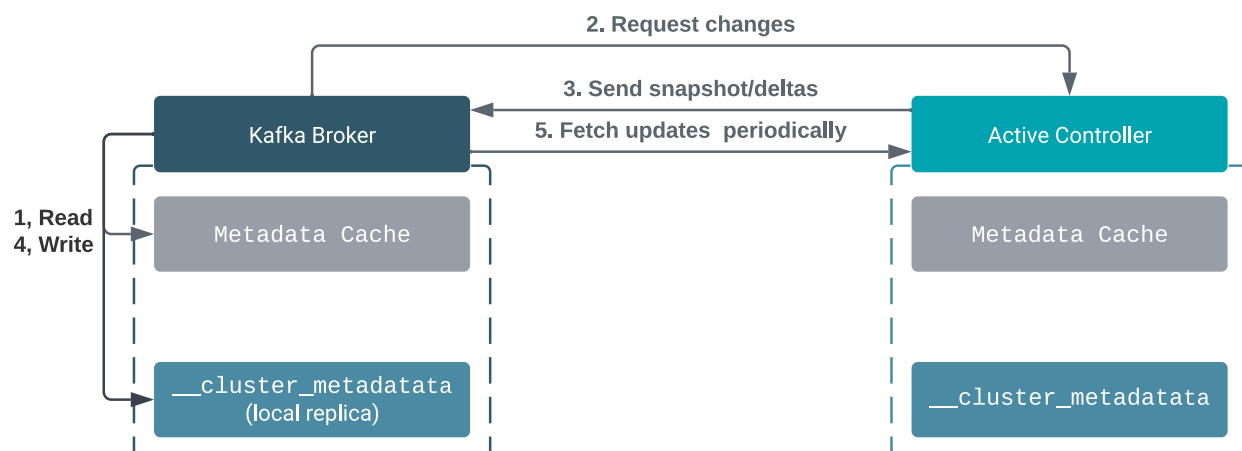 2. Request changes
3. Send snapshot/deltas
Kafka Broker
5. Fetch updates periodically
Active Controller
1, Read
4, Write
Metadata Cache
Metadata Cache
__cluster_metadatata
(local replica)
__cluster_metadatata